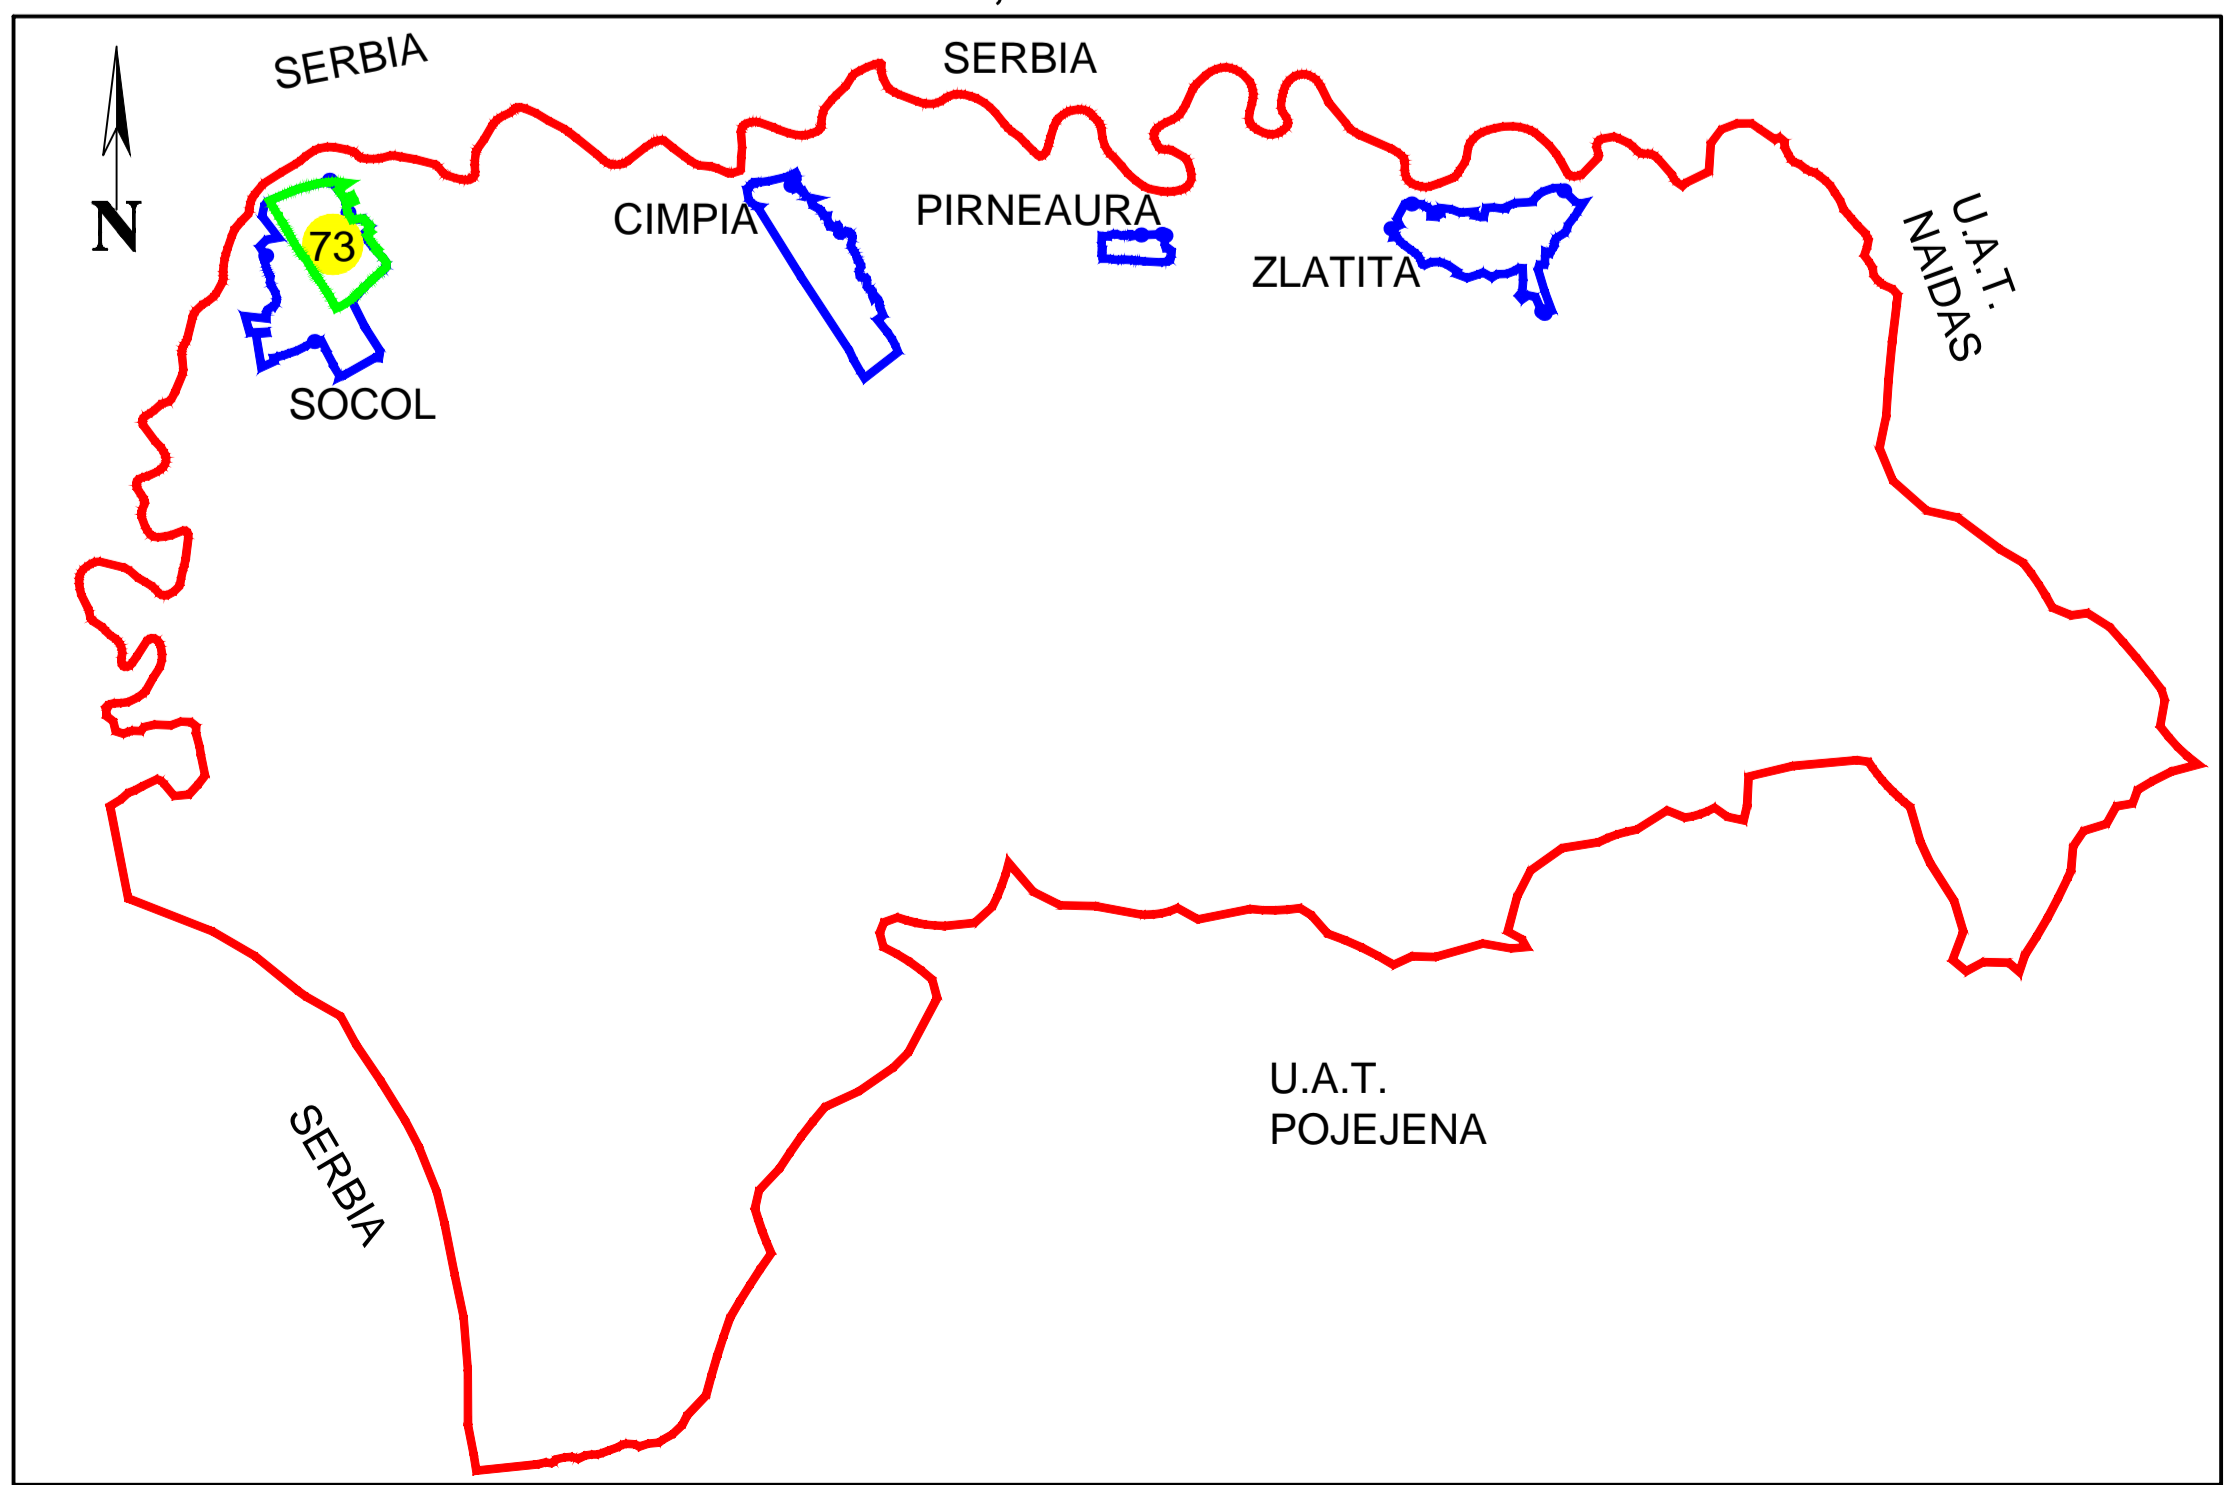 SERBIA
SERBIA
N
73
CIMPIA
PIRNEAURA
ZLATITA
U.A.T.
NAIDAS
SOCOL
U.A.T.
POJEJENA
SERBIA